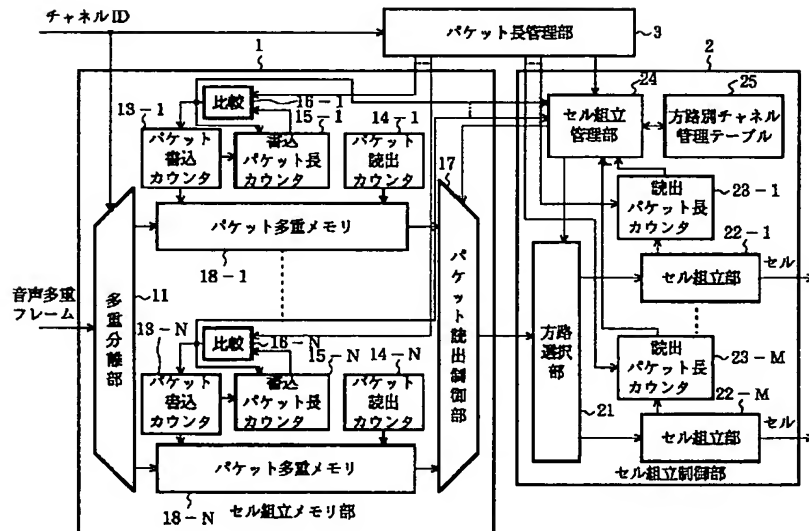 チャネルID
パケット長管理部
3
1
2
比較
16-1
13-1
15-1
14-1
パケット
書込
カウンタ
書込
パケット長
カウンタ
パケット
読出
カウンタ
17
24
25
セル組立
管理部
方路別チャネル
管理テーブル
読出
パケット長
カウンタ
23-1
パケット多重メモリ
18-1
22-1
セル組立部
セル
音声多重
フレーム
11
多重分離部
パケット読出制御部
方路
選択部
21
比較
16-N
13-N
15-N
14-N
パケット
書込
カウンタ
書込
パケット長
カウンタ
パケット
読出
カウンタ
読出
パケット長
カウンタ
23-M
22-M
セル組立部
セル
パケット多重メモリ
18-N
セル組立メモリ部
セル組立制御部